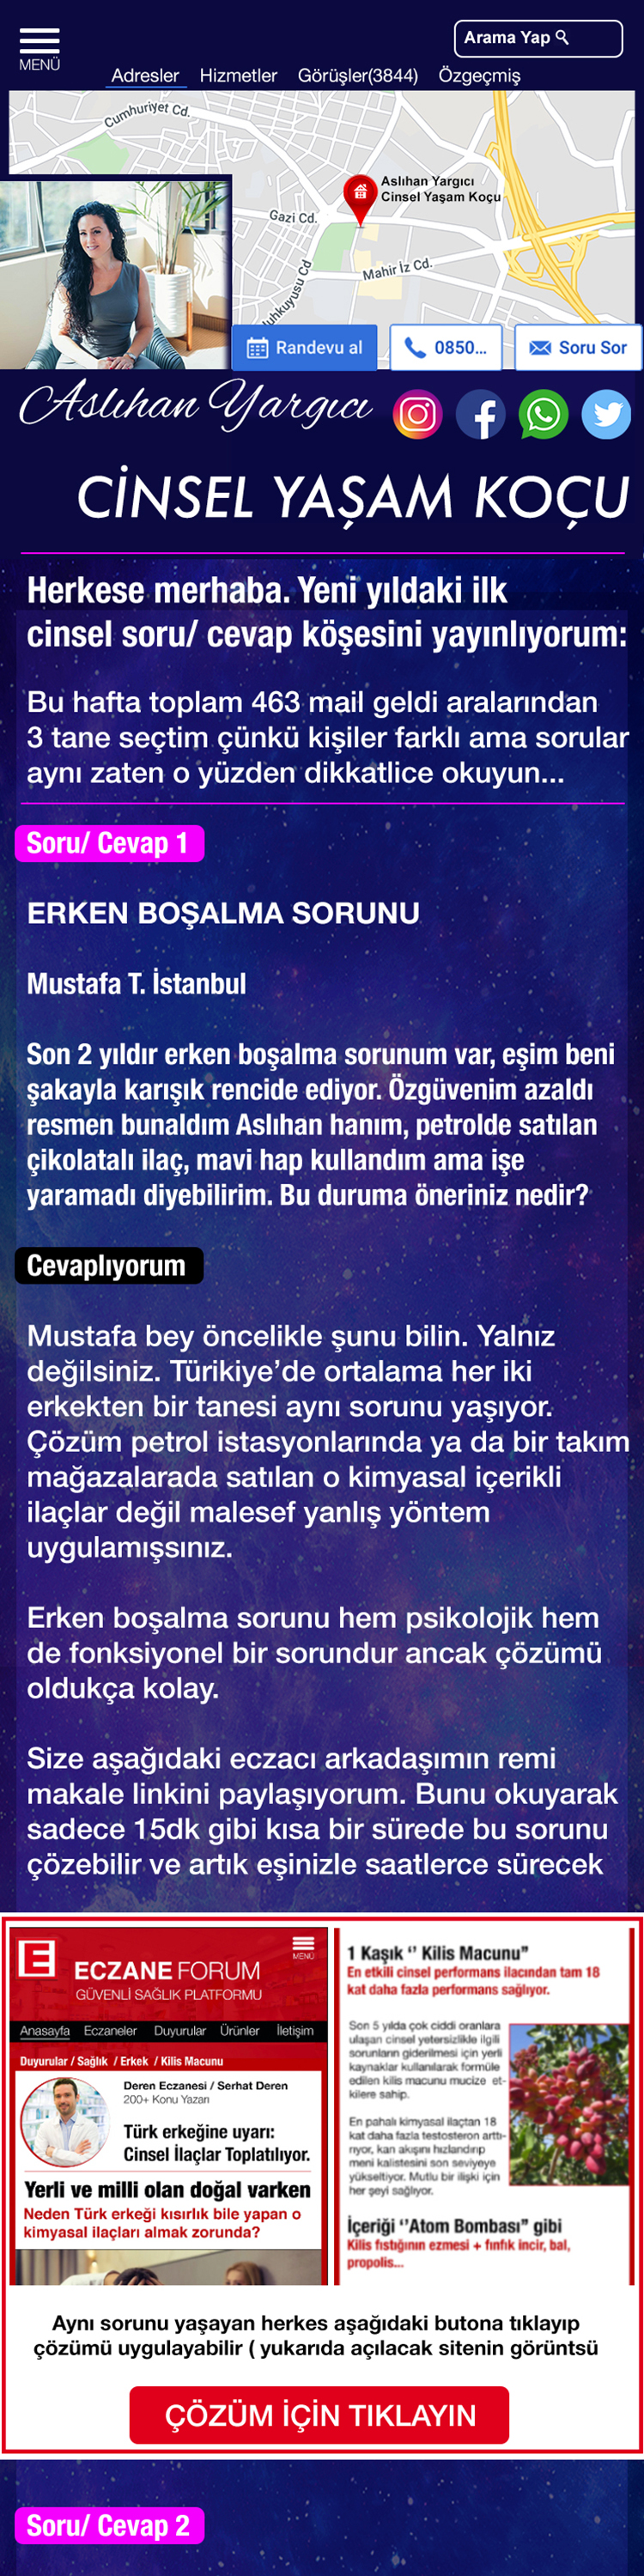 MENÜ
Arama Yap
Adresler Hizmetler Görüşler(3844) Özgeçmiş
Cumhuriyet Cd.
Aslıhan Yargıcı
Cinsel Yaşam Koçu
Gazi Cd.
Mahir İz Cd.
luhkuyusu Cd
Randevu al
0850...
Soru Sor
Aslıhan Yargıcı
CİNSEL YAŞAM KOÇU
Herkese merhaba. Yeni yıldaki ilk
cinsel soru/ cevap köşesini yayınlıyorum:
Bu hafta toplam 463 mail geldi aralarından
3 tane seçtim çünkü kişiler farklı ama sorular
aynı zaten o yüzden dikkatlice okuyun...
Soru/ Cevap 1
ERKEN BOŞALMA SORUNU
Mustafa T. İstanbul
Son 2 yıldır erken boşalma sorunum var, eşim beni
şakayla karışık rencide ediyor. Özgüvenim azaldı
resmen bunaldım Aslıhan hanım, petrolde satılan
çikolatalı ilaç, mavi hap kullandım ama işe
yaramadı diyebilirim. Bu duruma öneriniz nedir?
Cevaplıyorum
Mustafa bey öncelikle şunu bilin. Yalnız
değilsiniz. Türikiye'de ortalama her iki
erkekten bir tanesi aynı sorunu yaşıyor.
Çözüm petrol istasyonlarında ya da bir takım
mağazalarada satılan o kimyasal içerikli
ilaçlar değil malesef yanlış yöntem
uygulamışsınız.
Erken boşalma sorunu hem psikolojik hem
de fonksiyonel bir sorundur ancak çözümü
oldukça kolay.
Size aşağıdaki eczacı arkadaşımın remi
makale linkini paylaşıyorum. Bunu okuyarak
sadece 15dk gibi kısa bir sürede bu sorunu
çözebilir ve artık eşinizle saatlerce sürecek
E
ECZANE FORUM
GÜVENLİ SAĞLIK PLATFORMU
MENÜ
Anasayfa Eczaneler Duyurular Ürünler İletişim
Duyurular / Sağlık / Erkek / Kilis Macunu
Deren Eczanesi / Serhat Deren
200+ Konu Yazarı
Türk erkeğine uyarı:
Cinsel İlaçlar Toplatılıyor.
Yerli ve milli olan doğal varken
Neden Türk erkeği kısırlık bile yapan o
kimyasal ilaçları almak zorunda?
1 Kaşık '' Kilis Macunu"
En etkili cinsel performans ilacından tam 18
kat daha fazla performans sağlıyor.
Son 5 yılda çok ciddi oranlara
ulaşan cinsel yetersizlikle ilgili
sorunların giderilmesi için yerli
kaynaklar kullanılarak formüle
edilen kilis macunu mucize et-
kilere sahip.
En pahalı kimyasal ilaçtan 18
kat daha fazla testosteron arttı-
rıyor, kan akışını hızlandırıp
meni kalistesini son seviyeye
yükseltiyor. Mutlu bir ilişki için
her şeyi sağlıyor.
İçeriği ''Atom Bombası" gibi
Kilis fıstığının ezmesi + fınfık incir, bal,
propolis...
Aynı sorunu yaşayan herkes aşağıdaki butona tıklayıp
çözümü uygulayabilir ( yukarıda açılacak sitenin görüntsü
ÇÖZÜM İÇİN TIKLAYIN
Soru/ Cevap 2